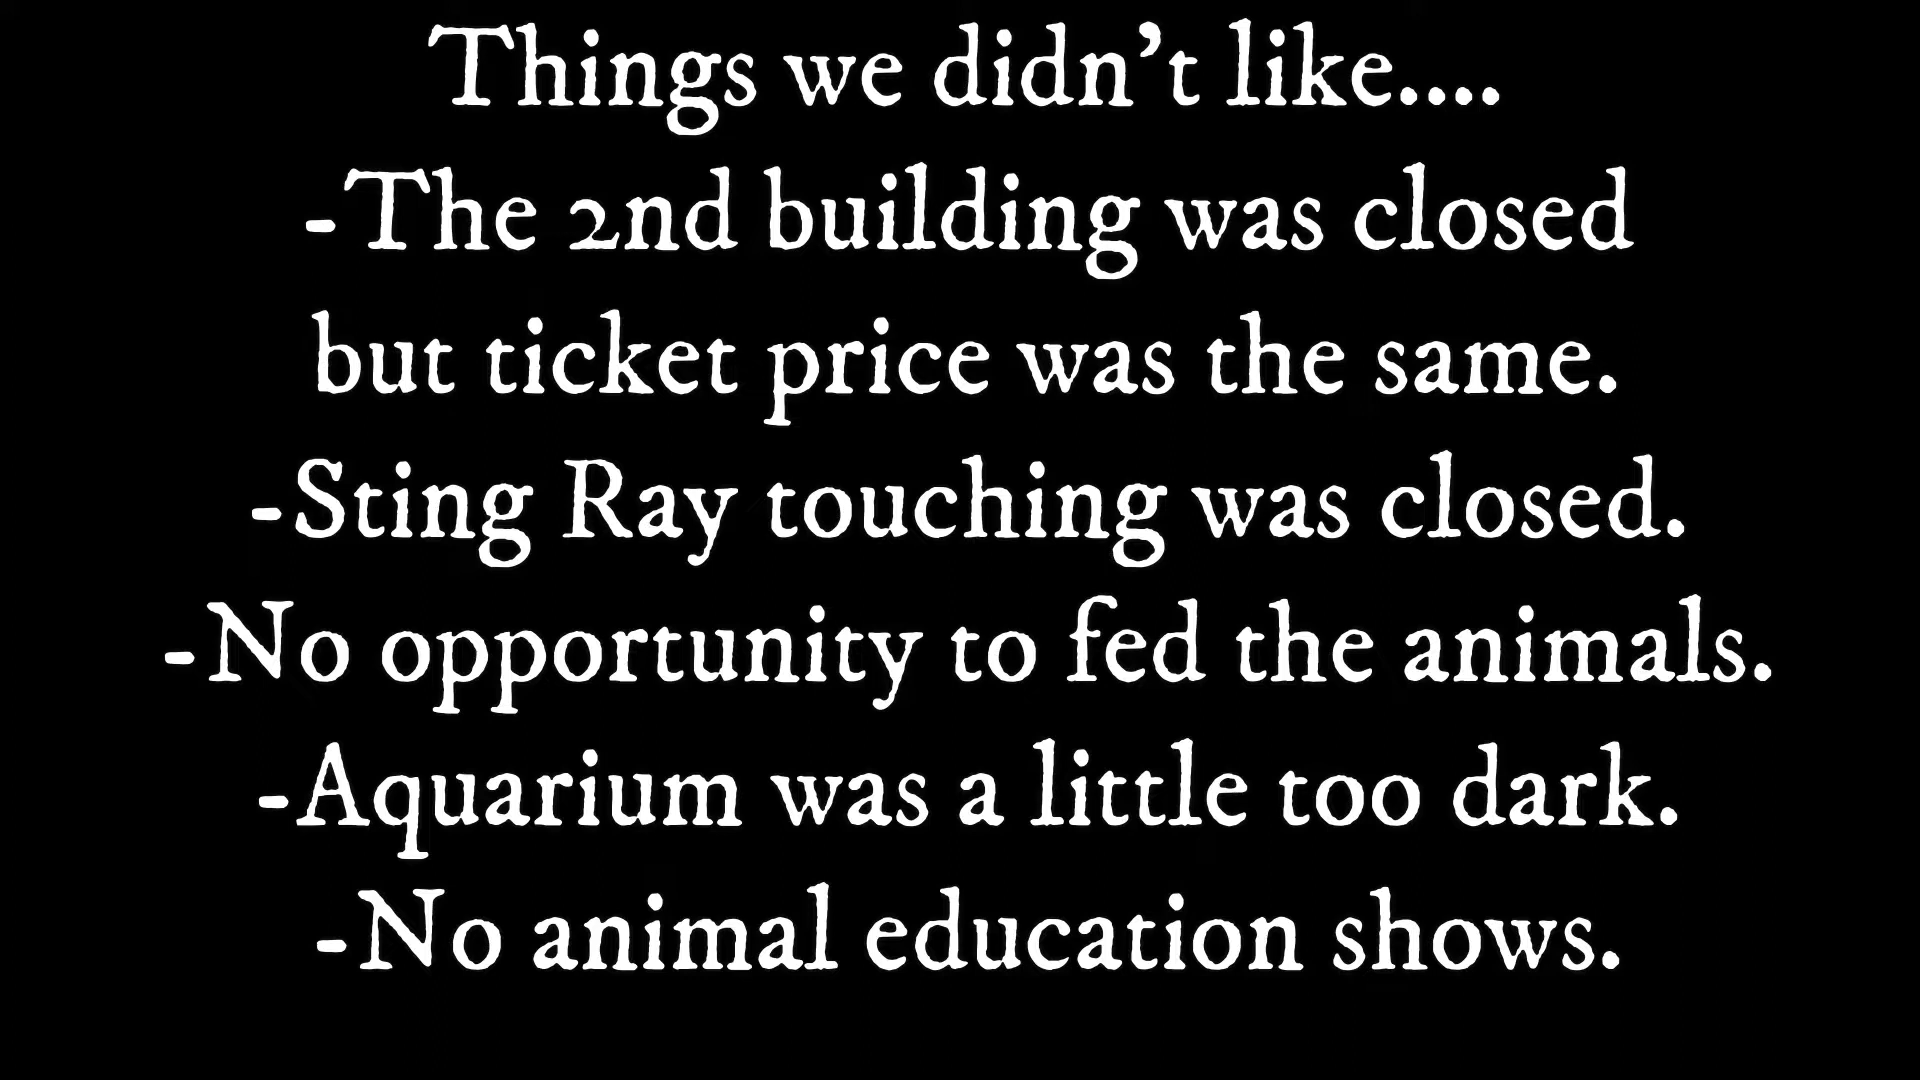 Things we didn't like....
-The 2nd building was closed
but ticket price was the same.
-Sting Ray touching was closed.
-No opportunity to fed the animals.
-Aquarium was a little too dark.
-No animal education shows.